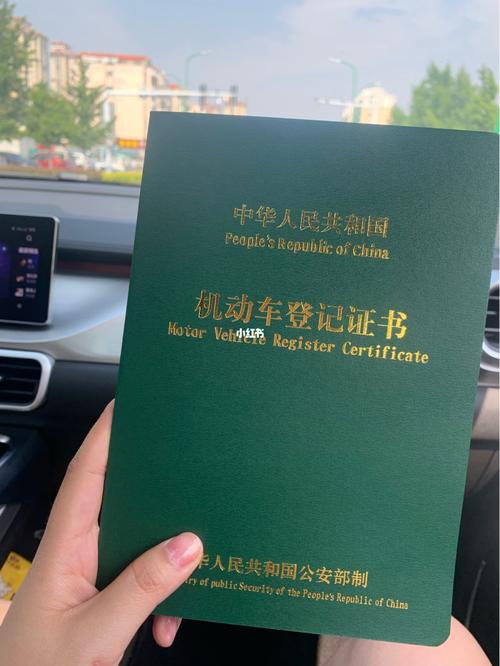 中华人民共和国
People's Republic of China
机动车登记证书
小红书
Motor Vehicle Register Certificate
华人民共和国公安部制
of public Security of the People's Republic of China